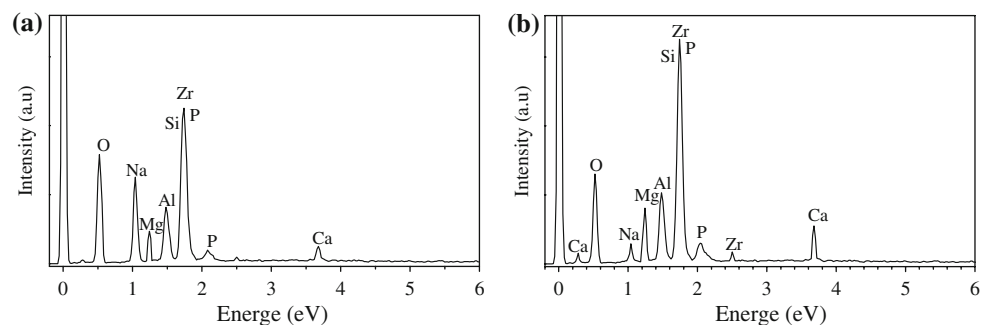 (a)
Intensity (a.u)
O
Na
Mg
Al
Si
Zr
P
P
Ca
0 1 2 3 4 5 6
Energe (eV)
(b)
Intensity (a.u)
Ca
O
Na
Mg
Al
Si
Zr
P
P
Zr
Ca
0 1 2 3 4 5 6
Energe (eV)